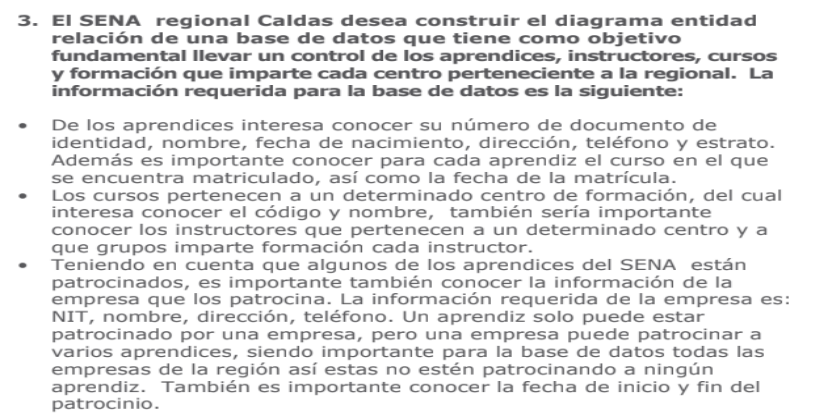 3. El SENA regional Caldas desea construir el diagrama entidad
relación de una base de datos que tiene como objetivo
fundamental llevar un control de los aprendices, instructores, cursos
y formación que imparte cada centro perteneciente a la regional. La
información requerida para la base de datos es la siguiente:
• De los aprendices interesa conocer su número de documento de
identidad, nombre, fecha de nacimiento, dirección, teléfono y estrato.
Además es importante conocer para cada aprendiz el curso en el que
se encuentra matriculado, así como la fecha de la matrícula.
• Los cursos pertenecen a un determinado centro de formación, del cual
interesa conocer el código y nombre, también sería importante
conocer los instructores que pertenecen a un determinado centro y a
que grupos imparte formación cada instructor.
• Teniendo en cuenta que algunos de los aprendices del SENA están
patrocinados, es importante también conocer la información de la
empresa que los patrocina. La información requerida de la empresa es:
NIT, nombre, dirección, teléfono. Un aprendiz solo puede estar
patrocinado por una empresa, pero una empresa puede patrocinar a
varios aprendices, siendo importante para la base de datos todas las
empresas de la región así estas no estén patrocinando a ningún
aprendiz. También es importante conocer la fecha de inicio y fin del
patrocinio.